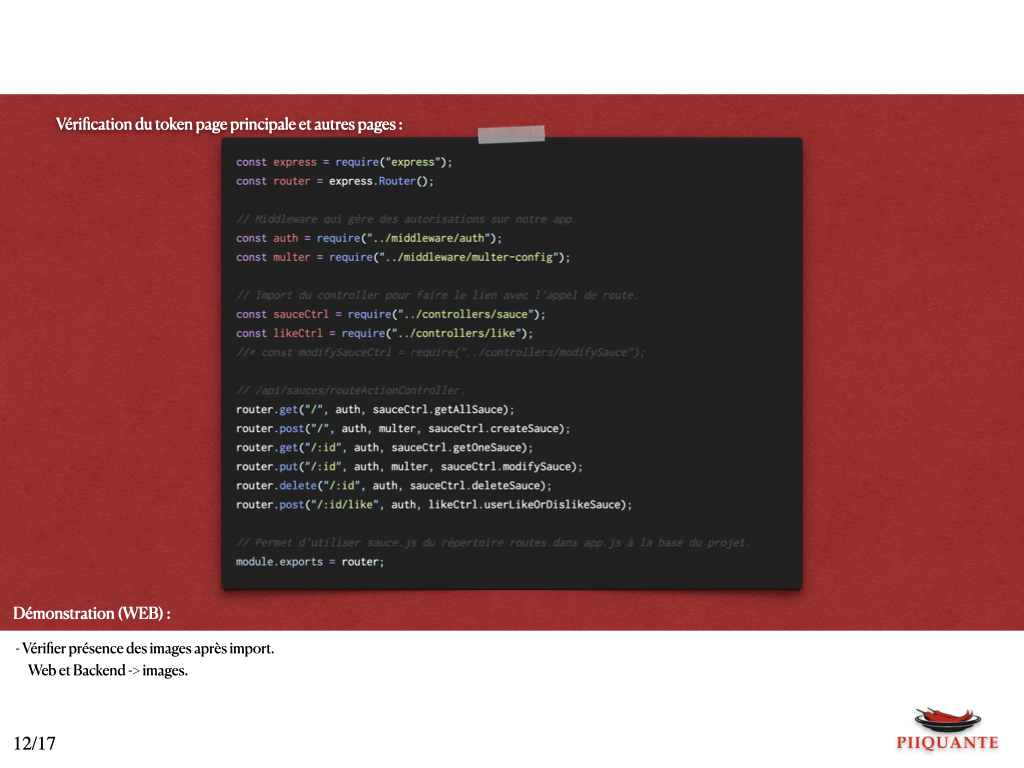 Vérification du token page principale et autres pages :
const express = require("express");
const router = express.Router();
// Middleware qui gére des autorisations sur notre app.
const auth = require("../middleware/auth");
const multer = require("../middleware/multer-config");
// Import du controller pour faire le lien avec l'appel de route.
const sauceCtrl = require("../controllers/sauce");
const likeCtrl = require("../controllers/like");
//* const modifySauceCtrl = require("../controllers/modifySauce");
// /api/sauces/routeActionController.
router.get("/", auth, sauceCtrl.getAllSauce);
router.post("/", auth, multer, sauceCtrl.createSauce);
router.get("/:id", auth, sauceCtrl.getOneSauce);
router.put("/:id", auth, multer, sauceCtrl.modifySauce);
router.delete("/:id", auth, sauceCtrl.deleteSauce);
router.post("/:id/like", auth, likeCtrl.userLikeOrDislikeSauce);
// Permet d'utiliser sauce.js du répertoire routes.dans app.js à la base du projet.
module.exports = router;
Démonstration (WEB) :
- Vérifier présence des images après import.
Web et Backend -> images.
12/17
PIIQUANTE